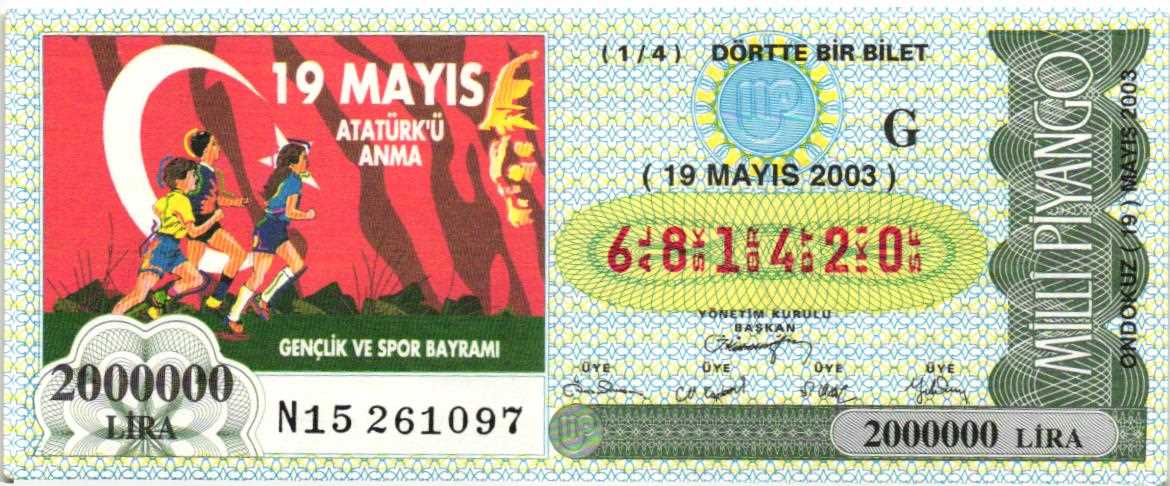 19 MAYIS
ATATÜRK'Ü
ANMA
GENÇLİK VE SPOR BAYRAMI
2000000
LİRA
N15 261097
(1/4) DÖRTTE BİR BİLET
G
(19 MAYIS 2003)
6 8 1 4 2 0
YÖNETİM KURULU
BAŞKAN
ÜYE ÜYE ÜYE ÜYE
2000000 LİRA
MİLLİ PİYANGO
ONDOKUZ (19) MAYIS 2003